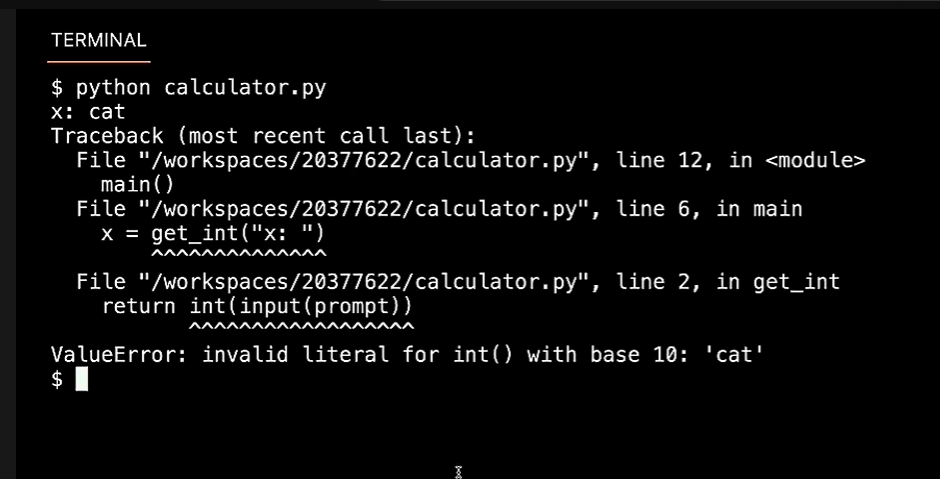 TERMINAL
$ python calculator.py
x: cat
Traceback (most recent call last):
  File "/workspaces/20377622/calculator.py", line 12, in <module>
    main()
  File "/workspaces/20377622/calculator.py", line 6, in main
    x = get_int("x: ")
        ^^^^^^^^^^^^^^
  File "/workspaces/20377622/calculator.py", line 2, in get_int
    return int(input(prompt))
           ^^^^^^^^^^^^^^^^^^
ValueError: invalid literal for int() with base 10: 'cat'
$